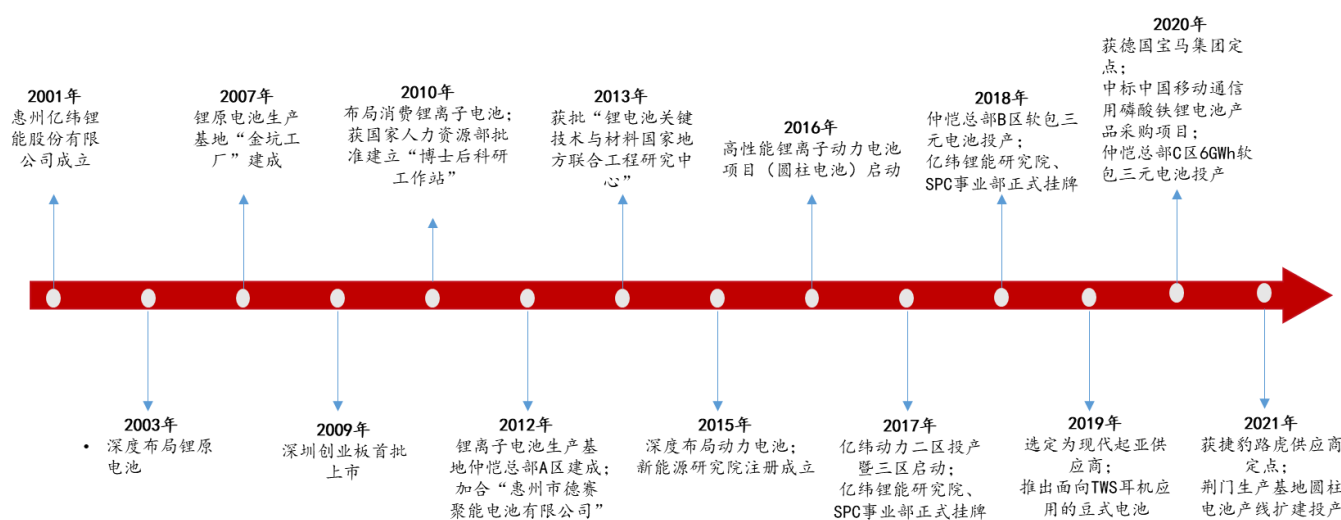 2001年
惠州亿纬锂
能股份有限
公司成立
2003年
• 深度布局锂原
电池
2007年
锂原电池生产
基地“金坑工
厂”建成
2009年
深圳创业板首批
上市
2010年
布局消费锂离子电池；
获国家人力资源部批
准建立“博士后科研
工作站”
2012年
锂离子电池生产基
地仲恺总部A区建成；
加合“惠州市德赛
聚能电池有限公司”
2013年
获批“锂电池关键
技术与材料国家地
方联合工程研究中
心”
2015年
深度布局动力电池；
新能源研究院注册成立
2016年
高性能锂离子动力电池
项目（圆柱电池）启动
2017年
亿纬动力二区投产
暨三区启动；
亿纬锂能研究院、
SPC事业部正式挂牌
2018年
仲恺总部B区软包三
元电池投产；
亿纬锂能研究院、
SPC事业部正式挂牌
2019年
选定为现代起亚供
应商；
推出面向TWS耳机应
用的豆式电池
2020年
获德国宝马集团定
点；
中标中国移动通信
用磷酸铁锂电池产
品采购项目；
仲恺总部C区6GWh软
包三元电池投产
2021年
获捷豹路虎供应商
定点；
荆门生产基地圆柱
电池产线扩建投产